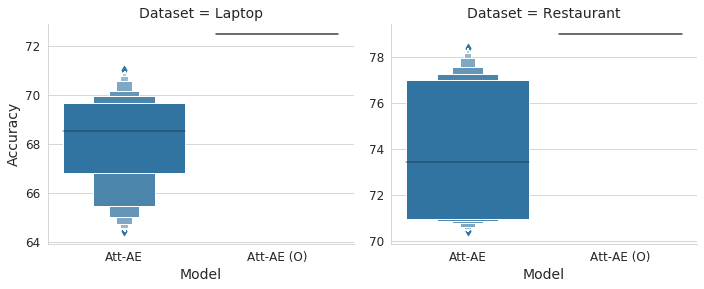 Dataset = Laptop
Accuracy
72
70
68
66
64
Att-AE
Att-AE (O)
Model
Dataset = Restaurant
78
76
74
72
70
Att-AE
Att-AE (O)
Model